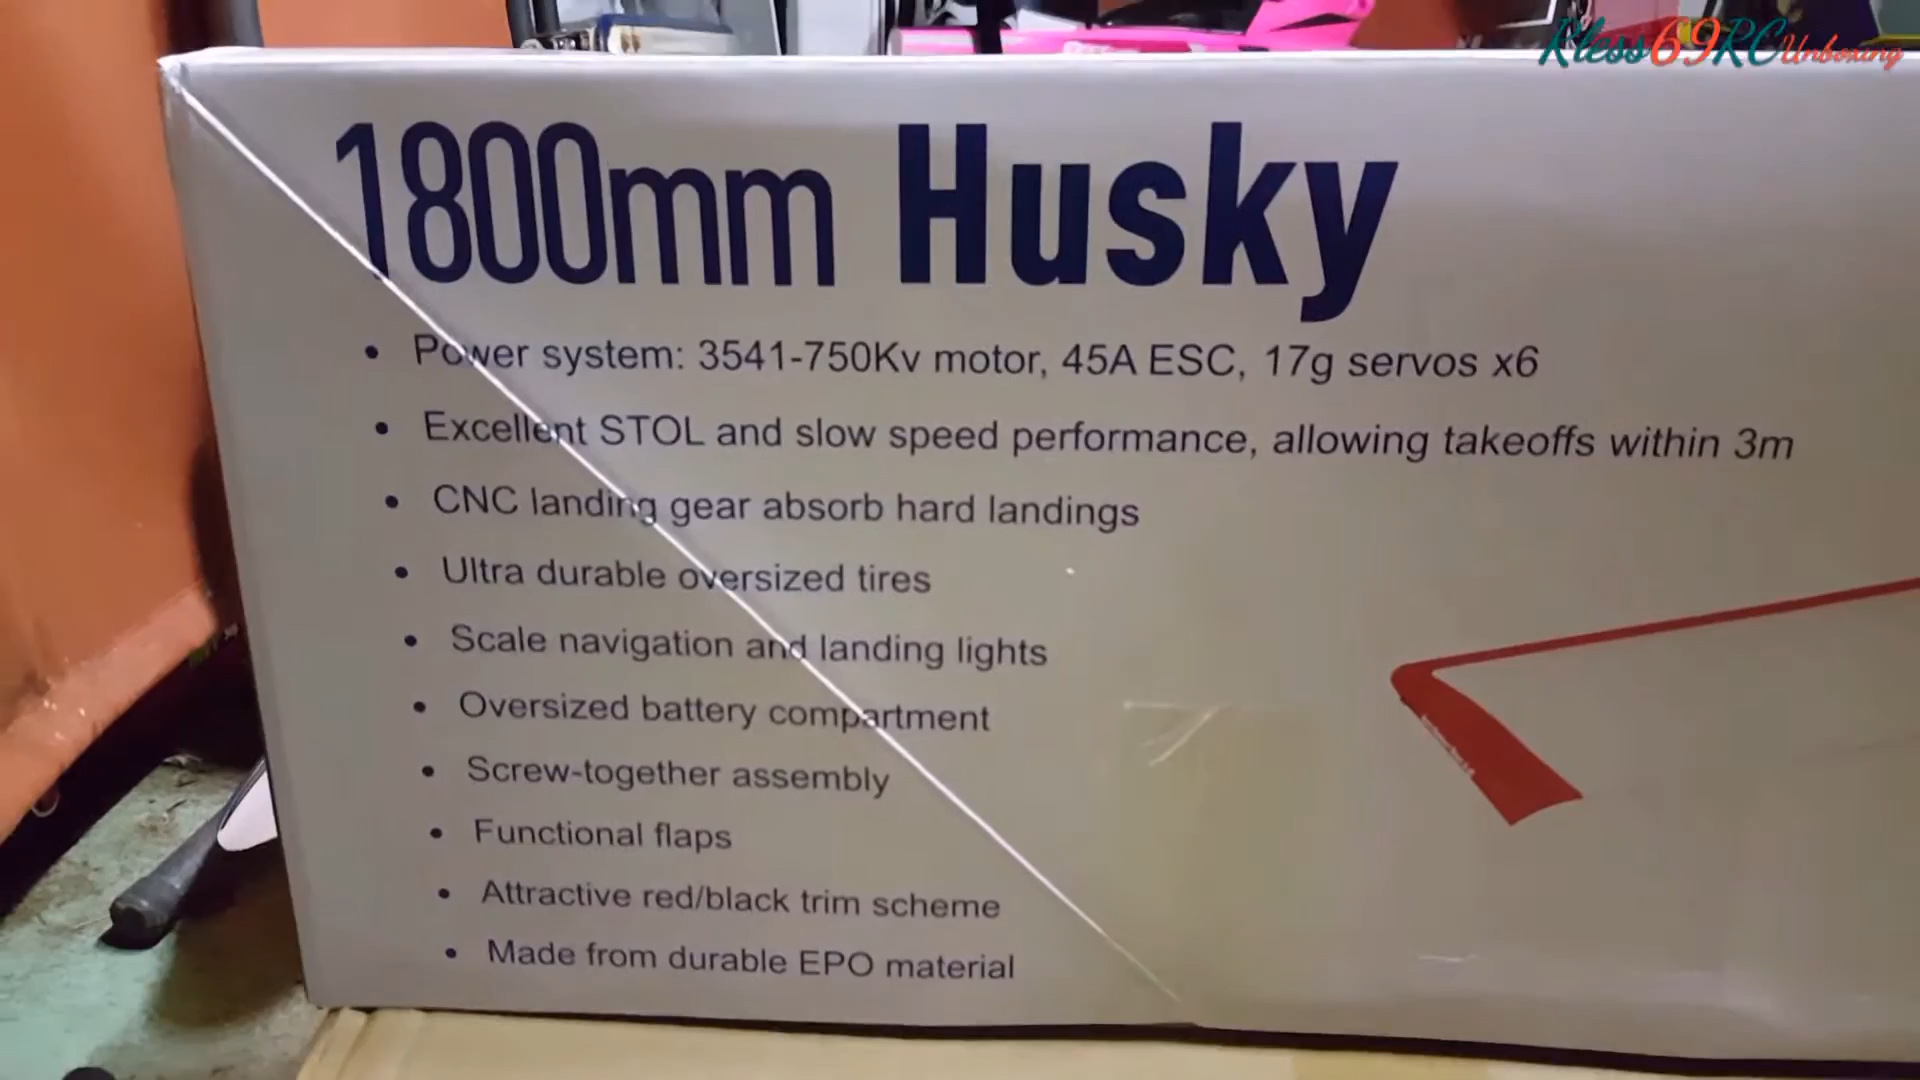 Kless69RCUnboxing
1800mm Husky
• Power system: 3541-750Kv motor, 45A ESC, 17g servos x6
• Excellent STOL and slow speed performance, allowing takeoffs within 3m
• CNC landing gear absorb hard landings
• Ultra durable oversized tires
• Scale navigation and landing lights
• Oversized battery compartment
• Screw-together assembly
• Functional flaps
• Attractive red/black trim scheme
• Made from durable EPO material